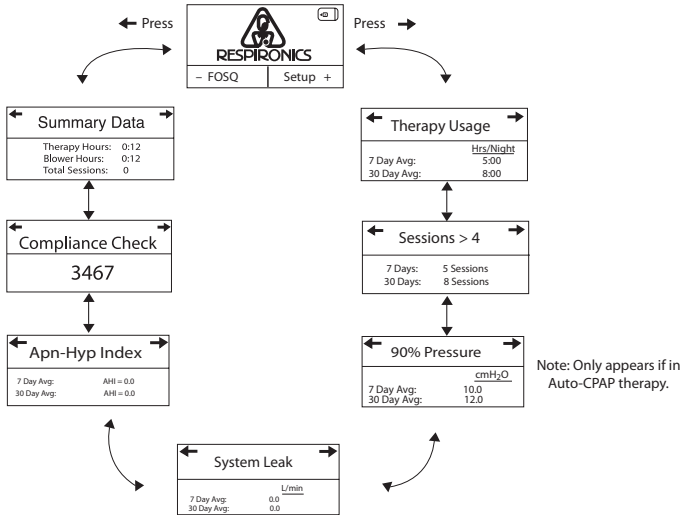 ← Press
Press →
RESPIRONICS
– FOSQ
Setup +
Summary Data
Therapy Hours: 0:12
Blower Hours: 0:12
Total Sessions: 0
Compliance Check
3467
Apn-Hyp Index
7 Day Avg: AHI = 0.0
30 Day Avg: AHI = 0.0
System Leak
L/min
7 Day Avg: 0.0
30 Day Avg: 0.0
Therapy Usage
Hrs/Night
7 Day Avg: 5:00
30 Day Avg: 8:00
Sessions > 4
7 Days: 5 Sessions
30 Days: 8 Sessions
90% Pressure
cmH₂O
7 Day Avg: 10.0
30 Day Avg: 12.0
Note: Only appears if in
Auto-CPAP therapy.